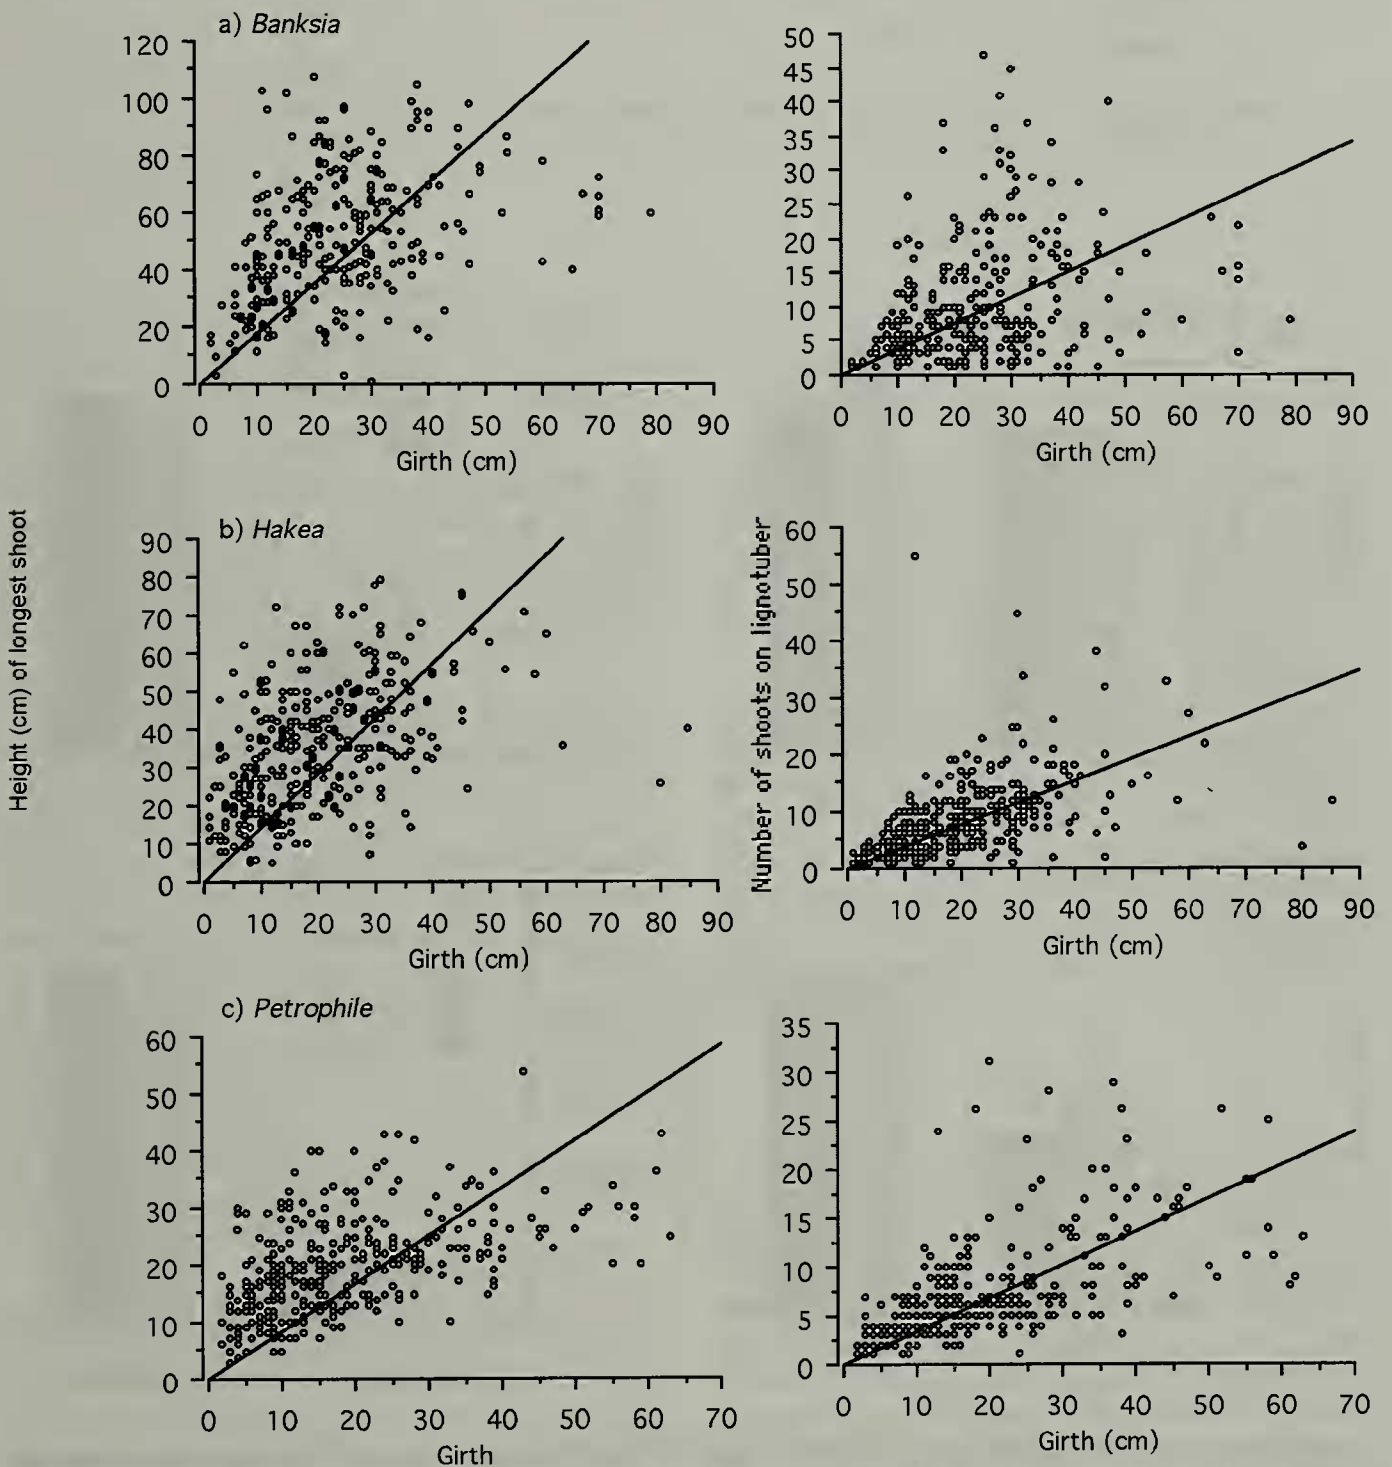 a) Banksia
120
100
80
60
40
20
0
0 10 20 30 40 50 60 70 80 90
Girth (cm)
50
45
40
35
30
25
20
15
10
5
0
0 10 20 30 40 50 60 70 80 90
Girth (cm)
Height (cm) of longest shoot
b) Hakea
90
80
70
60
50
40
30
20
10
0
0 10 20 30 40 50 60 70 80 90
Girth (cm)
Number of shoots on lignotuber
60
50
40
30
20
10
0
0 10 20 30 40 50 60 70 80 90
Girth (cm)
c) Petrophile
60
50
40
30
20
10
0
0 10 20 30 40 50 60 70
Girth
35
30
25
20
15
10
5
0
0 10 20 30 40 50 60 70
Girth (cm)